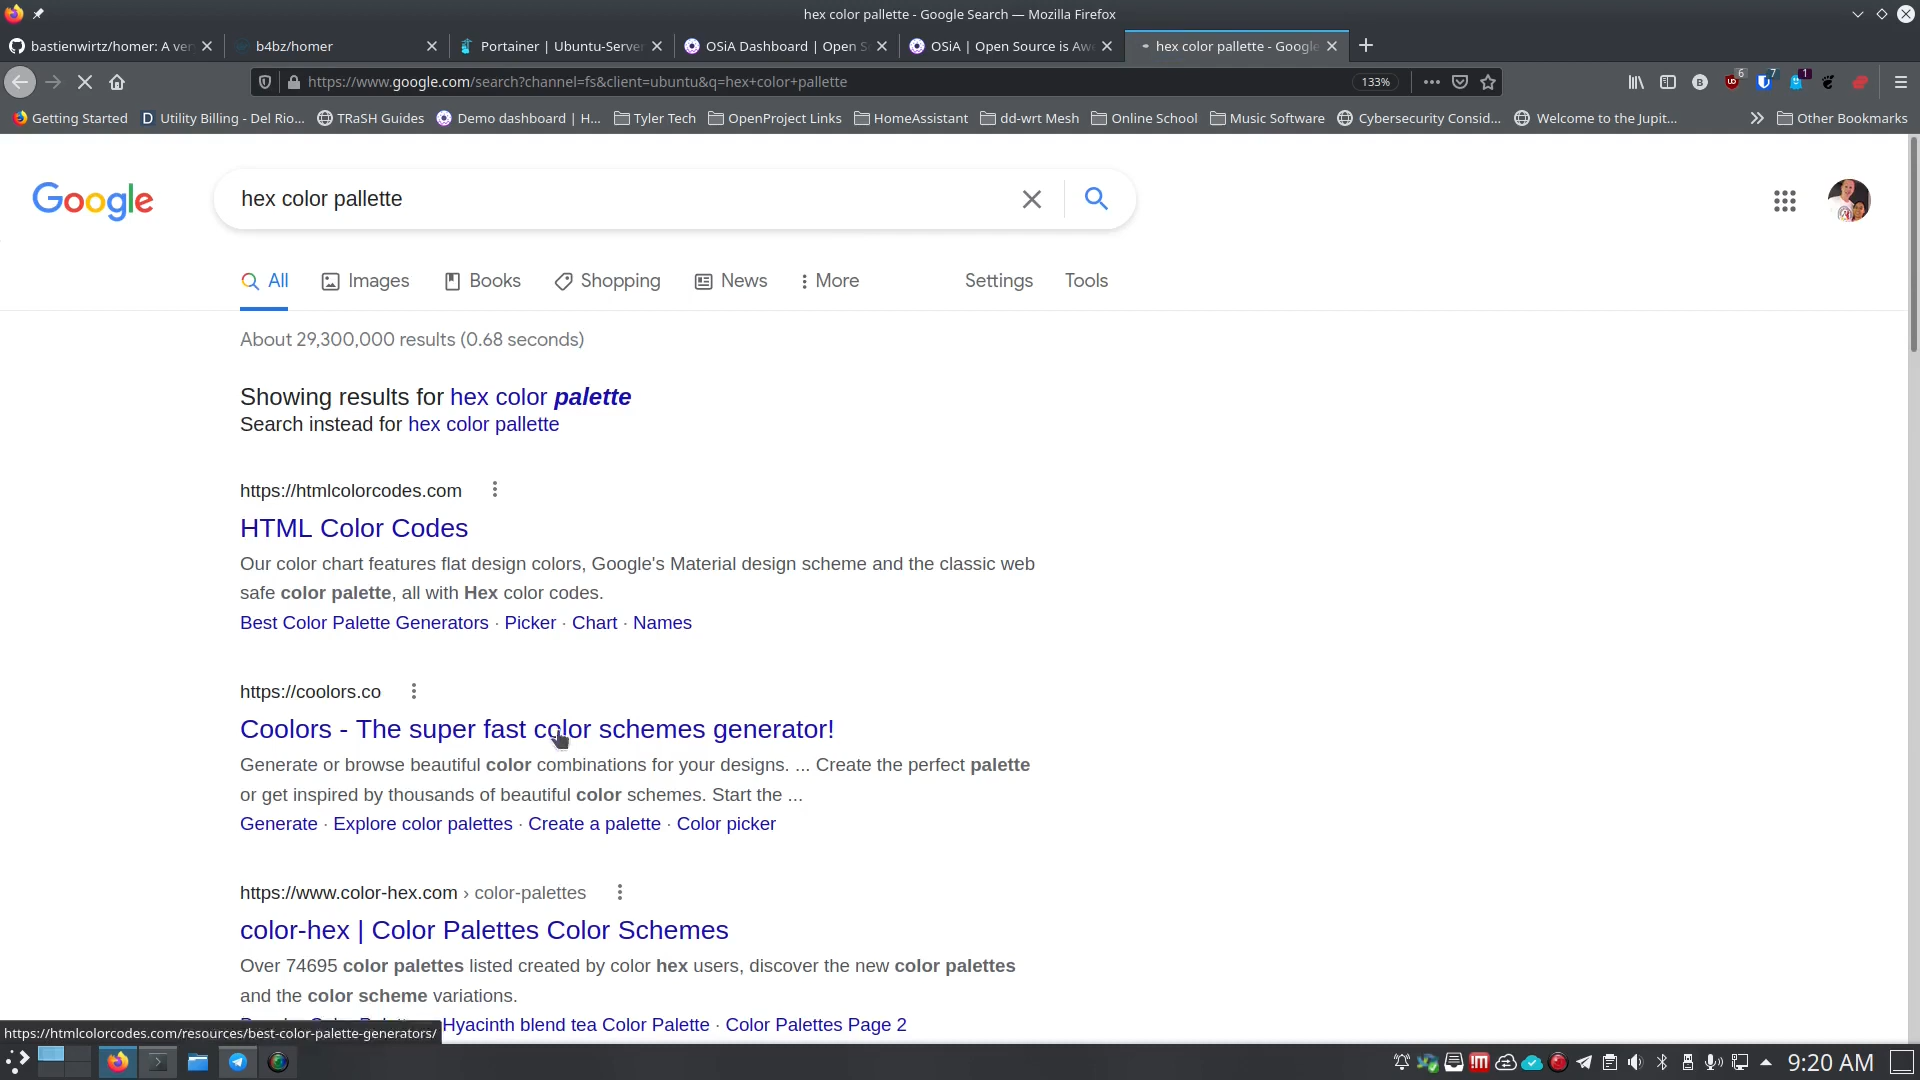 hex color pallette - Google Search — Mozilla Firefox
bastienwirtz/homer: A ver
b4bz/homer
Portainer | Ubuntu-Server
OSiA Dashboard | Open S
OSiA | Open Source is Aw
hex color pallette - Google
https://www.google.com/search?channel=fs&client=ubuntu&q=hex+color+pallette
133%
6
7
1
Getting Started
Utility Billing - Del Rio...
TRaSH Guides
Demo dashboard | H...
Tyler Tech
OpenProject Links
HomeAssistant
dd-wrt Mesh
Online School
Music Software
Cybersecurity Consid...
Welcome to the Jupit...
Other Bookmarks
Google
hex color pallette
All
Images
Books
Shopping
News
More
Settings
Tools
About 29,300,000 results (0.68 seconds)
Showing results for hex color palette
Search instead for hex color pallette
https://htmlcolorcodes.com
HTML Color Codes
Our color chart features flat design colors, Google's Material design scheme and the classic web
safe color palette, all with Hex color codes.
Best Color Palette Generators · Picker · Chart · Names
https://coolors.co
Coolors - The super fast color schemes generator!
Generate or browse beautiful color combinations for your designs. ... Create the perfect palette
or get inspired by thousands of beautiful color schemes. Start the ...
Generate · Explore color palettes · Create a palette · Color picker
https://www.color-hex.com › color-palettes
color-hex | Color Palettes Color Schemes
Over 74695 color palettes listed created by color hex users, discover the new color palettes
and the color scheme variations.
Hyacinth blend tea Color Palette · Color Palettes Page 2
https://htmlcolorcodes.com/resources/best-color-palette-generators/
9:20 AM